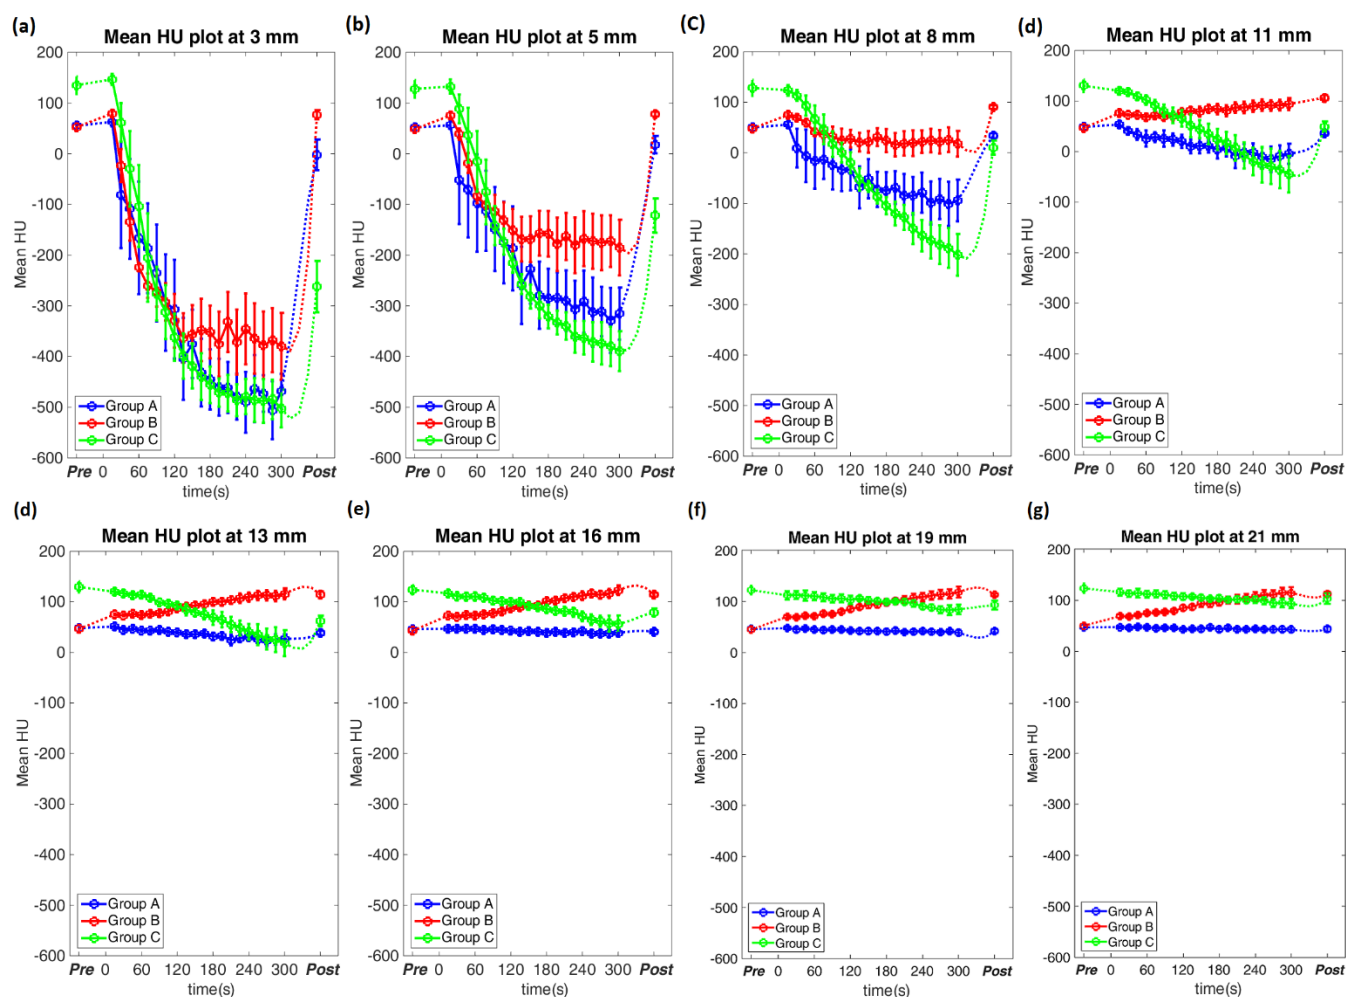 (a)
Mean HU plot at 3 mm
200
100
0
-100
-200
-300
-400
-500
-600
Mean HU
Group A
Group B
Group C
Pre 0 60 120 180 240 300 Post
time(s)
(b)
Mean HU plot at 5 mm
200
100
0
-100
-200
-300
-400
-500
-600
Mean HU
Group A
Group B
Group C
Pre 0 60 120 180 240 300 Post
time(s)
(C)
Mean HU plot at 8 mm
200
100
0
-100
-200
-300
-400
-500
-600
Mean HU
Group A
Group B
Group C
Pre 0 60 120 180 240 300 Post
time(s)
(d)
Mean HU plot at 11 mm
200
100
0
-100
-200
-300
-400
-500
-600
Mean HU
Group A
Group B
Group C
Pre 0 60 120 180 240 300 Post
time(s)
(d)
Mean HU plot at 13 mm
200
100
0
-100
-200
-300
-400
-500
-600
Mean HU
Group A
Group B
Group C
Pre 0 60 120 180 240 300 Post
time(s)
(e)
Mean HU plot at 16 mm
200
100
0
-100
-200
-300
-400
-500
-600
Mean HU
Group A
Group B
Group C
Pre 0 60 120 180 240 300 Post
time(s)
(f)
Mean HU plot at 19 mm
200
100
0
-100
-200
-300
-400
-500
-600
Mean HU
Group A
Group B
Group C
Pre 0 60 120 180 240 300 Post
time(s)
(g)
Mean HU plot at 21 mm
200
100
0
-100
-200
-300
-400
-500
-600
Mean HU
Group A
Group B
Group C
Pre 0 60 120 180 240 300 Post
time(s)